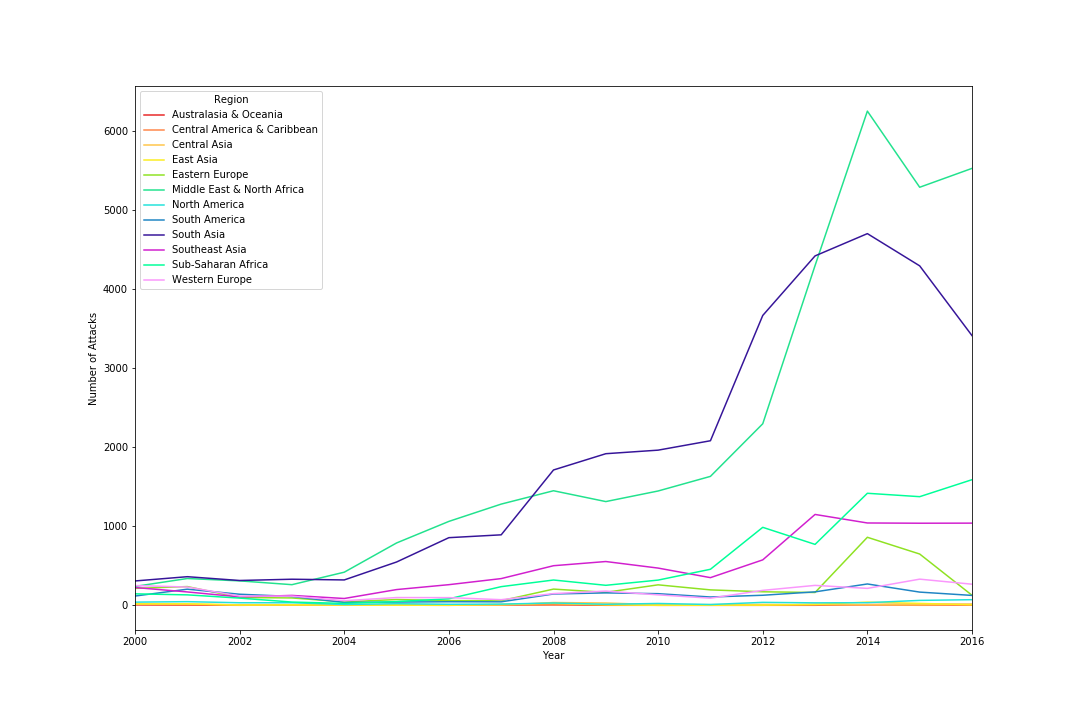 Region
Australasia & Oceania
Central America & Caribbean
Central Asia
East Asia
Eastern Europe
Middle East & North Africa
North America
South America
South Asia
Southeast Asia
Sub-Saharan Africa
Western Europe
6000
5000
4000
3000
2000
1000
0
Number of Attacks
2000 2002 2004 2006 2008 2010 2012 2014 2016
Year